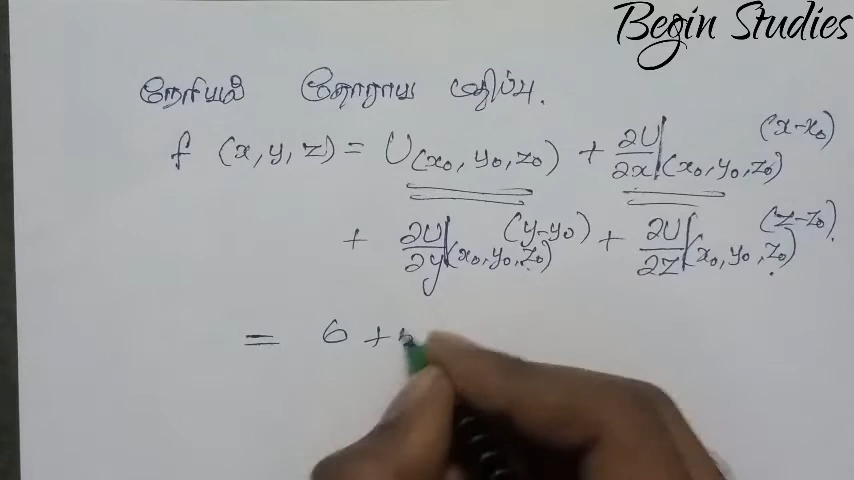 Begin Studies
நேரியல் தோராய மதிப்பு.
f (x, y, z) = U(x₀, y₀, z₀) + ∂U/∂x|(x₀, y₀, z₀) (x-x₀)
+ ∂U/∂y|(x₀, y₀, z₀) (y-y₀) + ∂U/∂z|(x₀, y₀, z₀) (z-z₀).
= 6 +